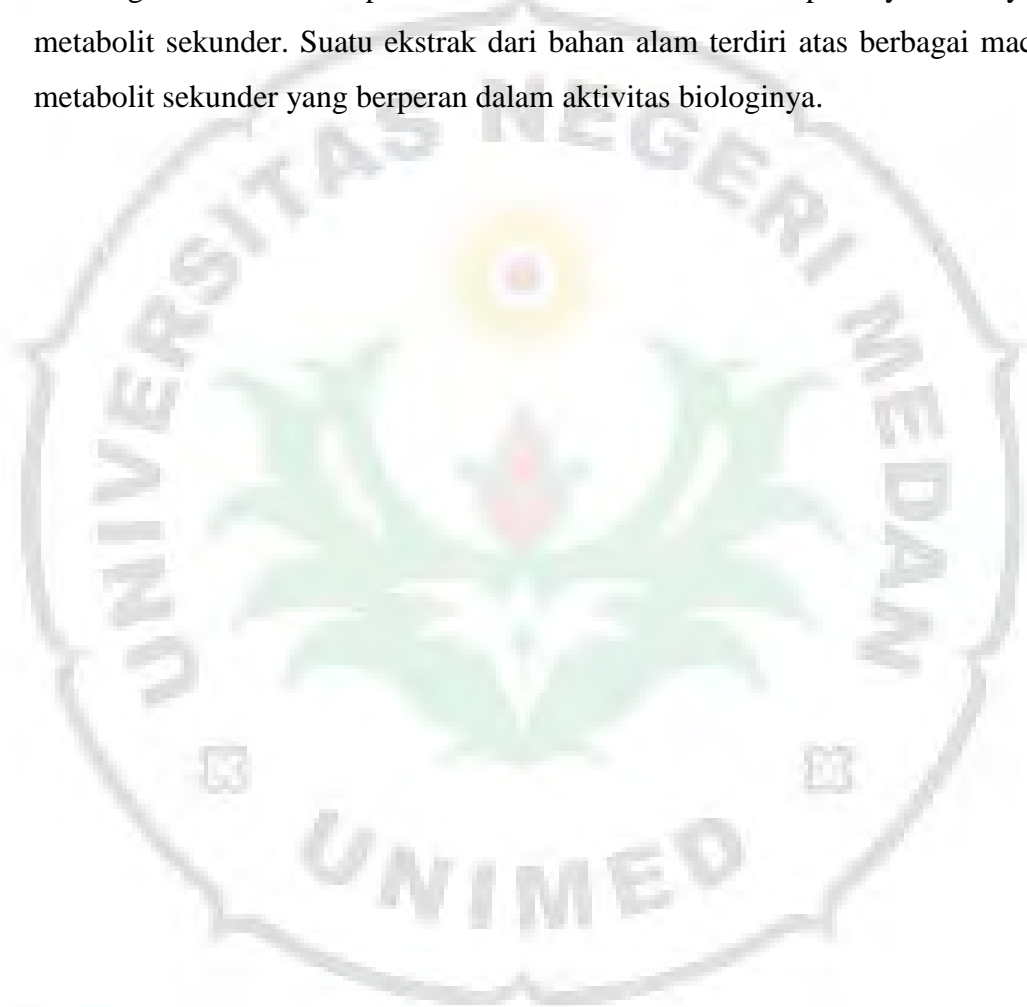 metabolit sekunder. Suatu ekstrak dari bahan alam terdiri atas berbagai
metabolit sekunder yang berperan dalam aktivitas biologinya.
UNIVERSITAS NEGERI MEDAN
UNIMED